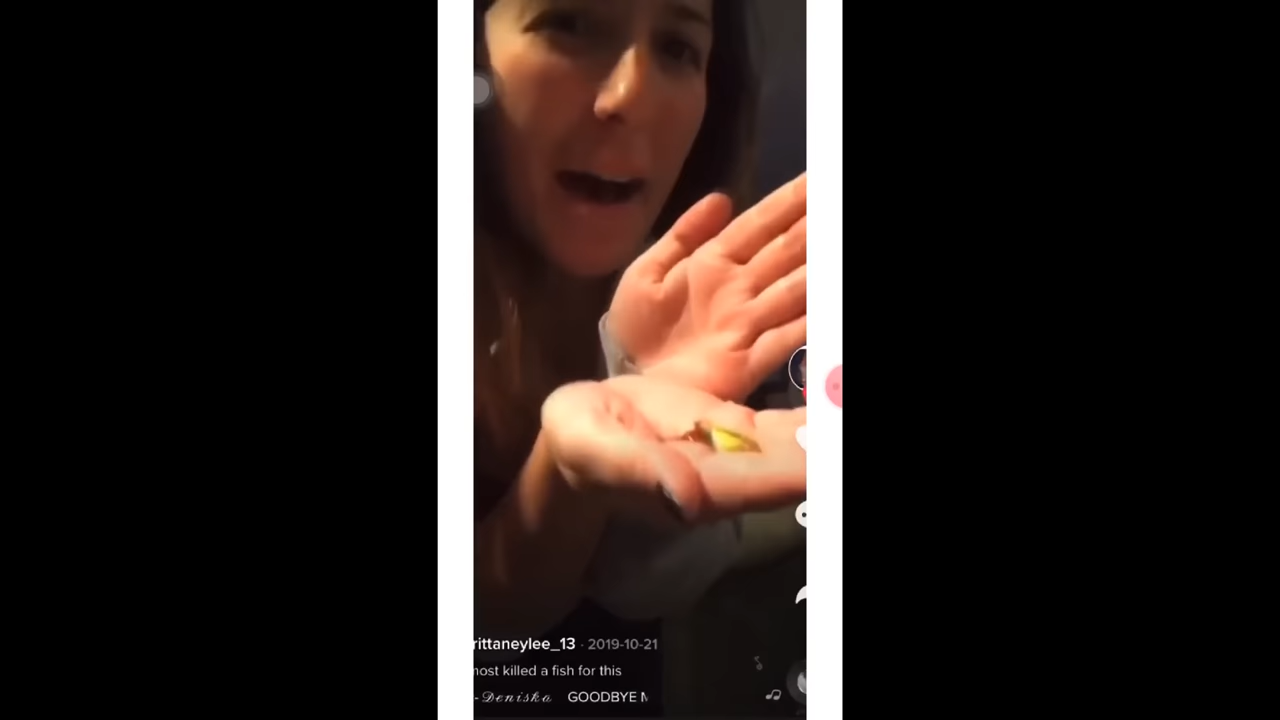 rittaneylee_13 · 2019-10-21
nost killed a fish for this
- Deniska GOODBYE